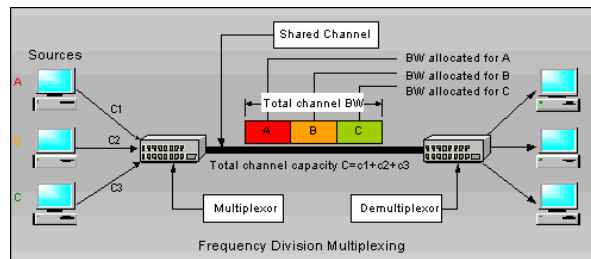 Shared Channel
Sources
BW allocated for A
BW allocated for B
BW allocated for C
A
C1
Total channel BW
A B C
B
C2
Total channel capacity C=c1+c2+c3
C
C3
Multiplexor
Demultiplexor
Frequency Division Multiplexing